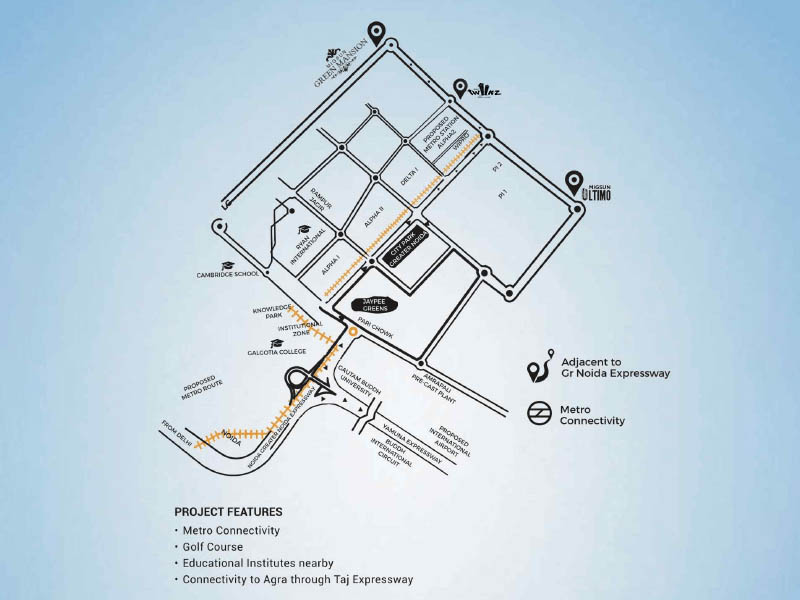 MIGSUN
GREEN MANSION
TWIINZ
PROPOSED
METRO STATION
ALPHA2
WIPRO
PI 2
PI 1
MIGSUN
ULTIMO
DELTA I
RAMPUR
JAGIR
ALPHA II
RYAN
INTERNATIONAL
ALPHA I
CITY PARK
GREATER NOIDA
CAMBRIDGE SCHOOL
JAYPEE
GREENS
KNOWLEDGE
PARK
INSTITUTIONAL
ZONE
PARI CHOWK
GALGOTIA COLLEGE
Adjacent to
Gr Noida Expressway
PROPOSED
METRO ROUTE
GAUTAM BUDDH
UNIVERSITY
AMRAPALI
PRE-CAST PLANT
Metro
Connectivity
FROM DELHI
NOIDA
NOIDA GREATER NOIDA EXPRESSWAY
YAMUNA EXPRESSWAY
BUDDH
INTERNATIONAL
CIRCUIT
PROPOSED
INTERNATIONAL
AIRPORT
PROJECT FEATURES
• Metro Connectivity
• Golf Course
• Educational Institutes nearby
• Connectivity to Agra through Taj Expressway